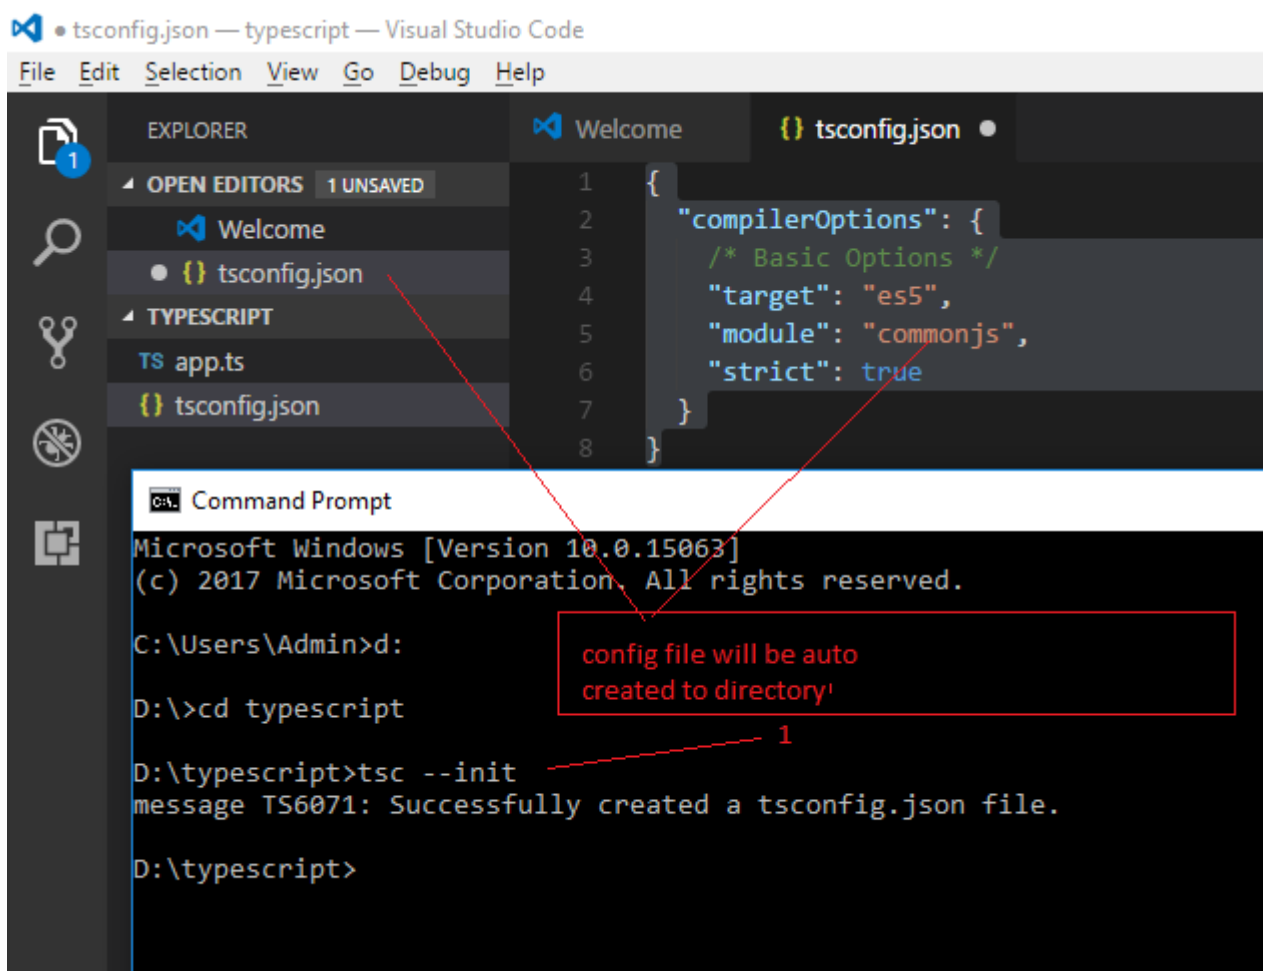 ● tsconfig.json — typescript — Visual Studio Code
File Edit Selection View Go Debug Help
EXPLORER
OPEN EDITORS 1 UNSAVED
Welcome
● {} tsconfig.json
TYPESCRIPT
TS app.ts
{} tsconfig.json
1
Welcome {} tsconfig.json ●
1 {
2 "compilerOptions": {
3 /* Basic Options */
4 "target": "es5",
5 "module": "commonjs",
6 "strict": true
7 }
8 }
C:\. Command Prompt
Microsoft Windows [Version 10.0.15063]
(c) 2017 Microsoft Corporation. All rights reserved.
C:\Users\Admin>d:
D:\>cd typescript
D:\typescript>tsc --init
message TS6071: Successfully created a tsconfig.json file.
D:\typescript>
config file will be auto
created to directory!
1